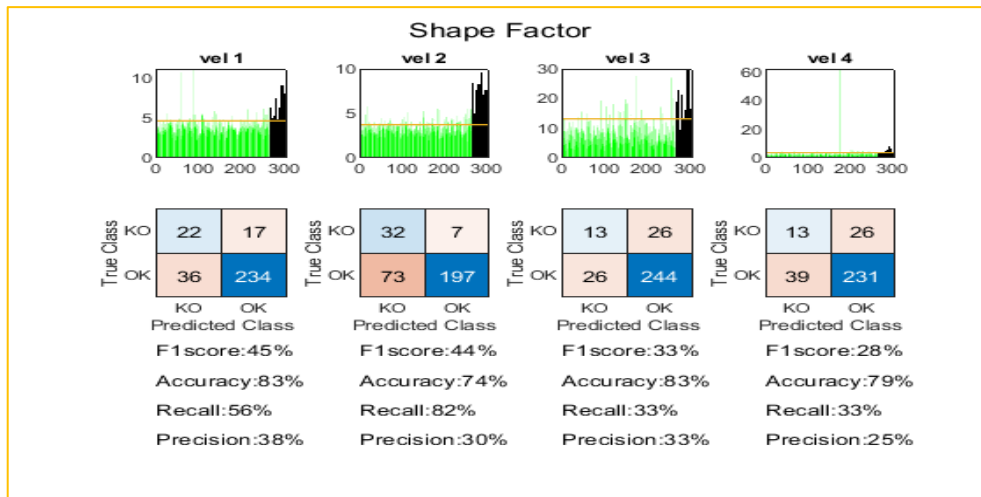 Shape Factor
vel 1 vel 2 vel 3 vel 4
10 10 30 60
5 5 20 40
10 20
0 0 0 0
0 100 200 300 0 100 200 300 0 100 200 300 0 100 200 300
True Class KO 22 17 True Class KO 32 7 True Class KO 13 26 True Class KO 13 26
OK 36 234 OK 73 197 OK 26 244 OK 39 231
KO OK KO OK KO OK KO OK
Predicted Class Predicted Class Predicted Class Predicted Class
F1score:45% F1score:44% F1score:33% F1score:28%
Accuracy:83% Accuracy:74% Accuracy:83% Accuracy:79%
Recall:56% Recall:82% Recall:33% Recall:33%
Precision:38% Precision:30% Precision:33% Precision:25%